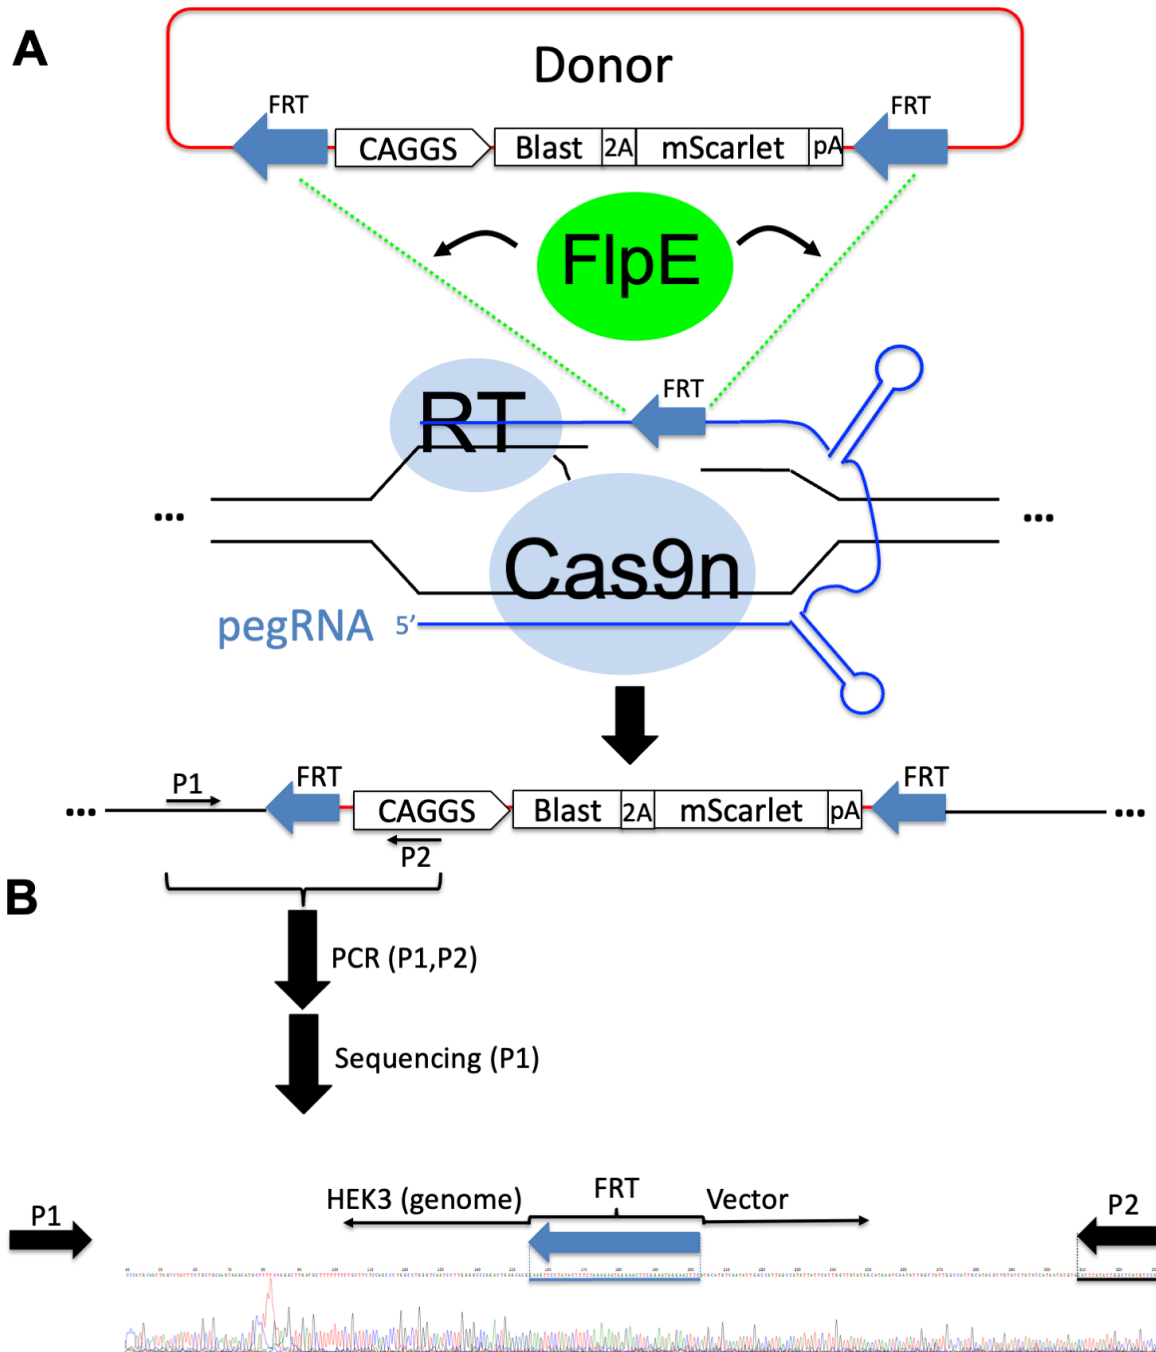 A
Donor
FRT
FRT
CAGGS
Blast
2A
mScarlet
pA
FlpE
RT
FRT
...
...
Cas9n
pegRNA 5’
P1
FRT
FRT
...
CAGGS
Blast
2A
mScarlet
pA
...
P2
B
PCR (P1,P2)
Sequencing (P1)
HEK3 (genome)
FRT
Vector
P1
P2